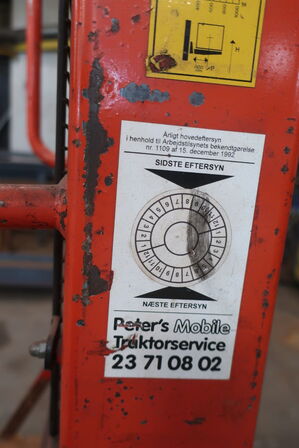 Årligt hovedeftersyn
i henhold til Arbejdstilsynets bekendtgørelse
nr. 1109 af 15. december 1992
SIDSTE EFTERSYN
NÆSTE EFTERSYN
Peter's Mobile
Traktorservice
23 71 08 02